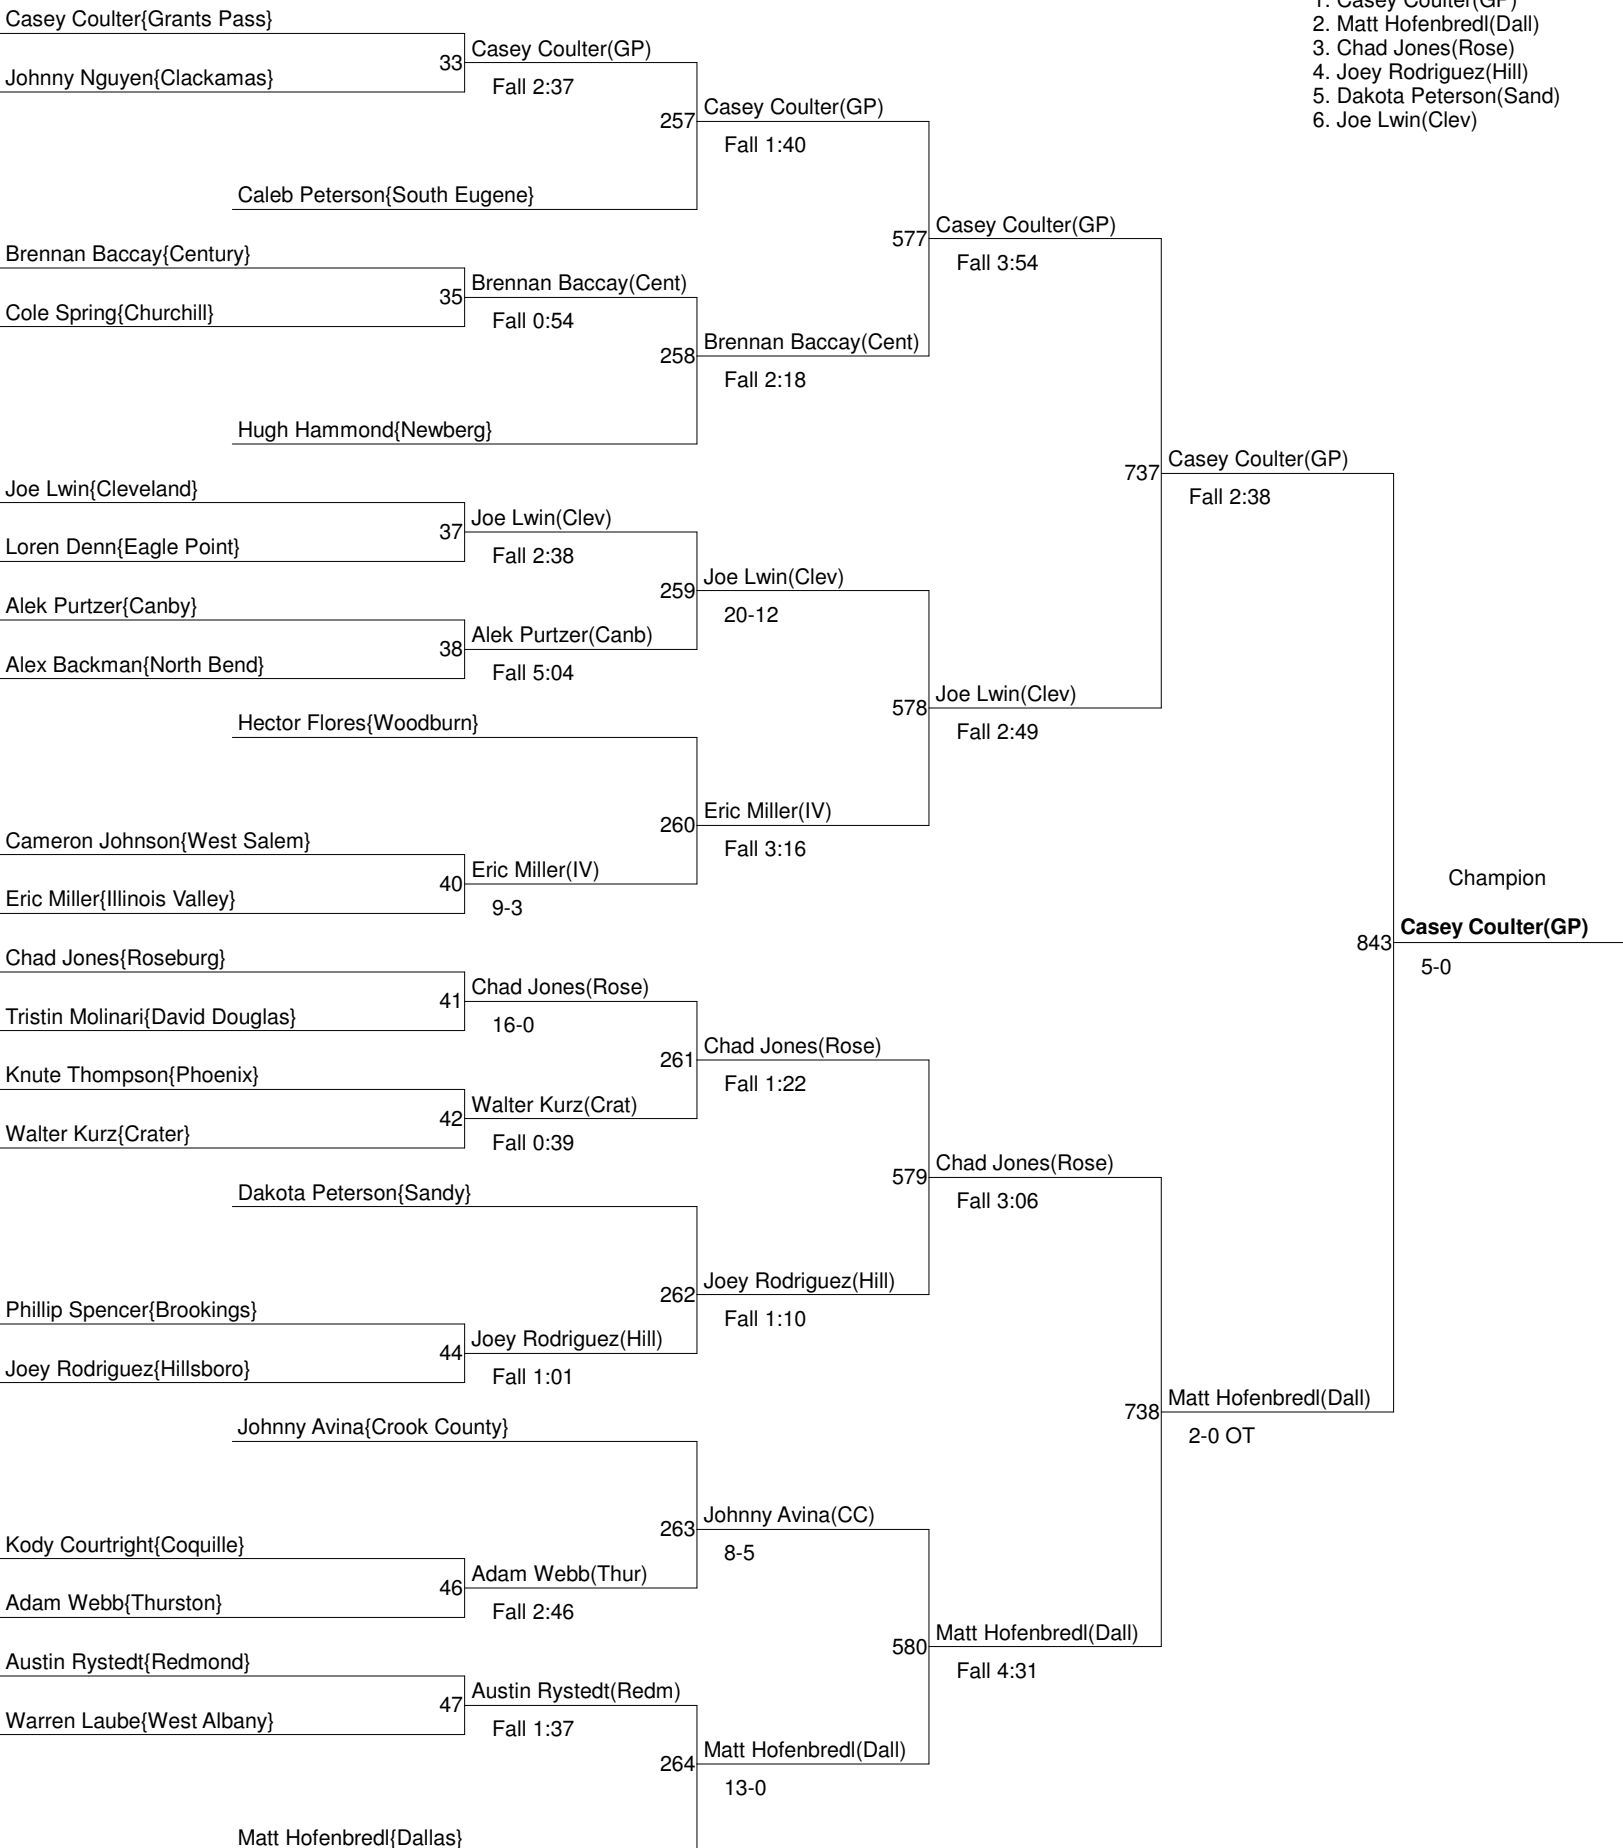 Casey Coulter{Grants Pass}
33
Casey Coulter(GP)
Johnny Nguyen{Clackamas}
Fall 2:37
257
Casey Coulter(GP)
Fall 1:40
Caleb Peterson{South Eugene}
577
Casey Coulter(GP)
Fall 3:54
Brennan Baccay{Century}
35
Brennan Baccay(Cent)
Cole Spring{Churchill}
Fall 0:54
258
Brennan Baccay(Cent)
Fall 2:18
Hugh Hammond{Newberg}
737
Casey Coulter(GP)
Fall 2:38
Joe Lwin{Cleveland}
37
Joe Lwin(Clev)
Loren Denn{Eagle Point}
Fall 2:38
259
Joe Lwin(Clev)
20-12
Alek Purtzer{Canby}
38
Alek Purtzer(Canb)
Alex Backman{North Bend}
Fall 5:04
578
Joe Lwin(Clev)
Fall 2:49
Hector Flores{Woodburn}
260
Eric Miller(IV)
Fall 3:16
Cameron Johnson{West Salem}
40
Eric Miller(IV)
Eric Miller{Illinois Valley}
9-3
Champion
843
Casey Coulter(GP)
5-0
Chad Jones{Roseburg}
41
Chad Jones(Rose)
Tristin Molinari{David Douglas}
16-0
261
Chad Jones(Rose)
Fall 1:22
Knute Thompson{Phoenix}
42
Walter Kurz(Crat)
Walter Kurz{Crater}
Fall 0:39
579
Chad Jones(Rose)
Fall 3:06
Dakota Peterson{Sandy}
262
Joey Rodriguez(Hill)
Fall 1:10
Phillip Spencer{Brookings}
44
Joey Rodriguez(Hill)
Joey Rodriguez{Hillsboro}
Fall 1:01
738
Matt Hofenbredl(Dall)
2-0 OT
Johnny Avina{Crook County}
263
Johnny Avina(CC)
8-5
Kody Courtright{Coquille}
46
Adam Webb(Thur)
Adam Webb{Thurston}
Fall 2:46
580
Matt Hofenbredl(Dall)
Fall 4:31
Austin Rystedt{Redmond}
47
Austin Rystedt(Redm)
Warren Laube{West Albany}
Fall 1:37
264
Matt Hofenbredl(Dall)
13-0
Matt Hofenbredl{Dallas}
1. Casey Coulter(GP)
2. Matt Hofenbredl(Dall)
3. Chad Jones(Rose)
4. Joey Rodriguez(Hill)
5. Dakota Peterson(Sand)
6. Joe Lwin(Clev)